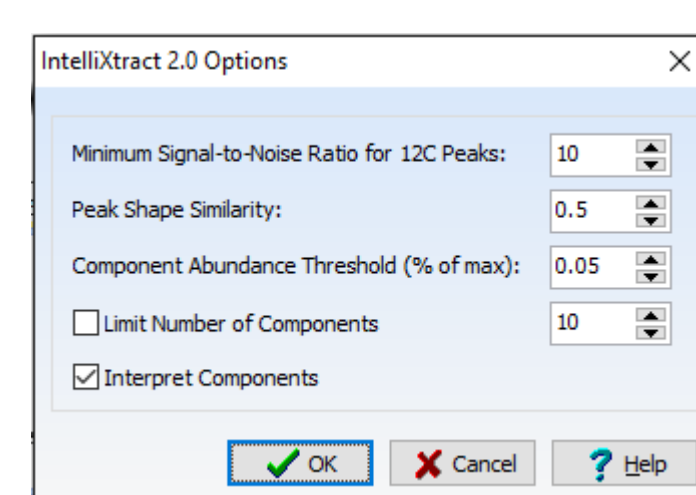 IntelliXtract 2.0 Options
Minimum Signal-to-Noise Ratio for 12C Peaks: 10
Peak Shape Similarity: 0.5
Component Abundance Threshold (% of max): 0.05
Limit Number of Components 10
Interpret Components
OK Cancel Help